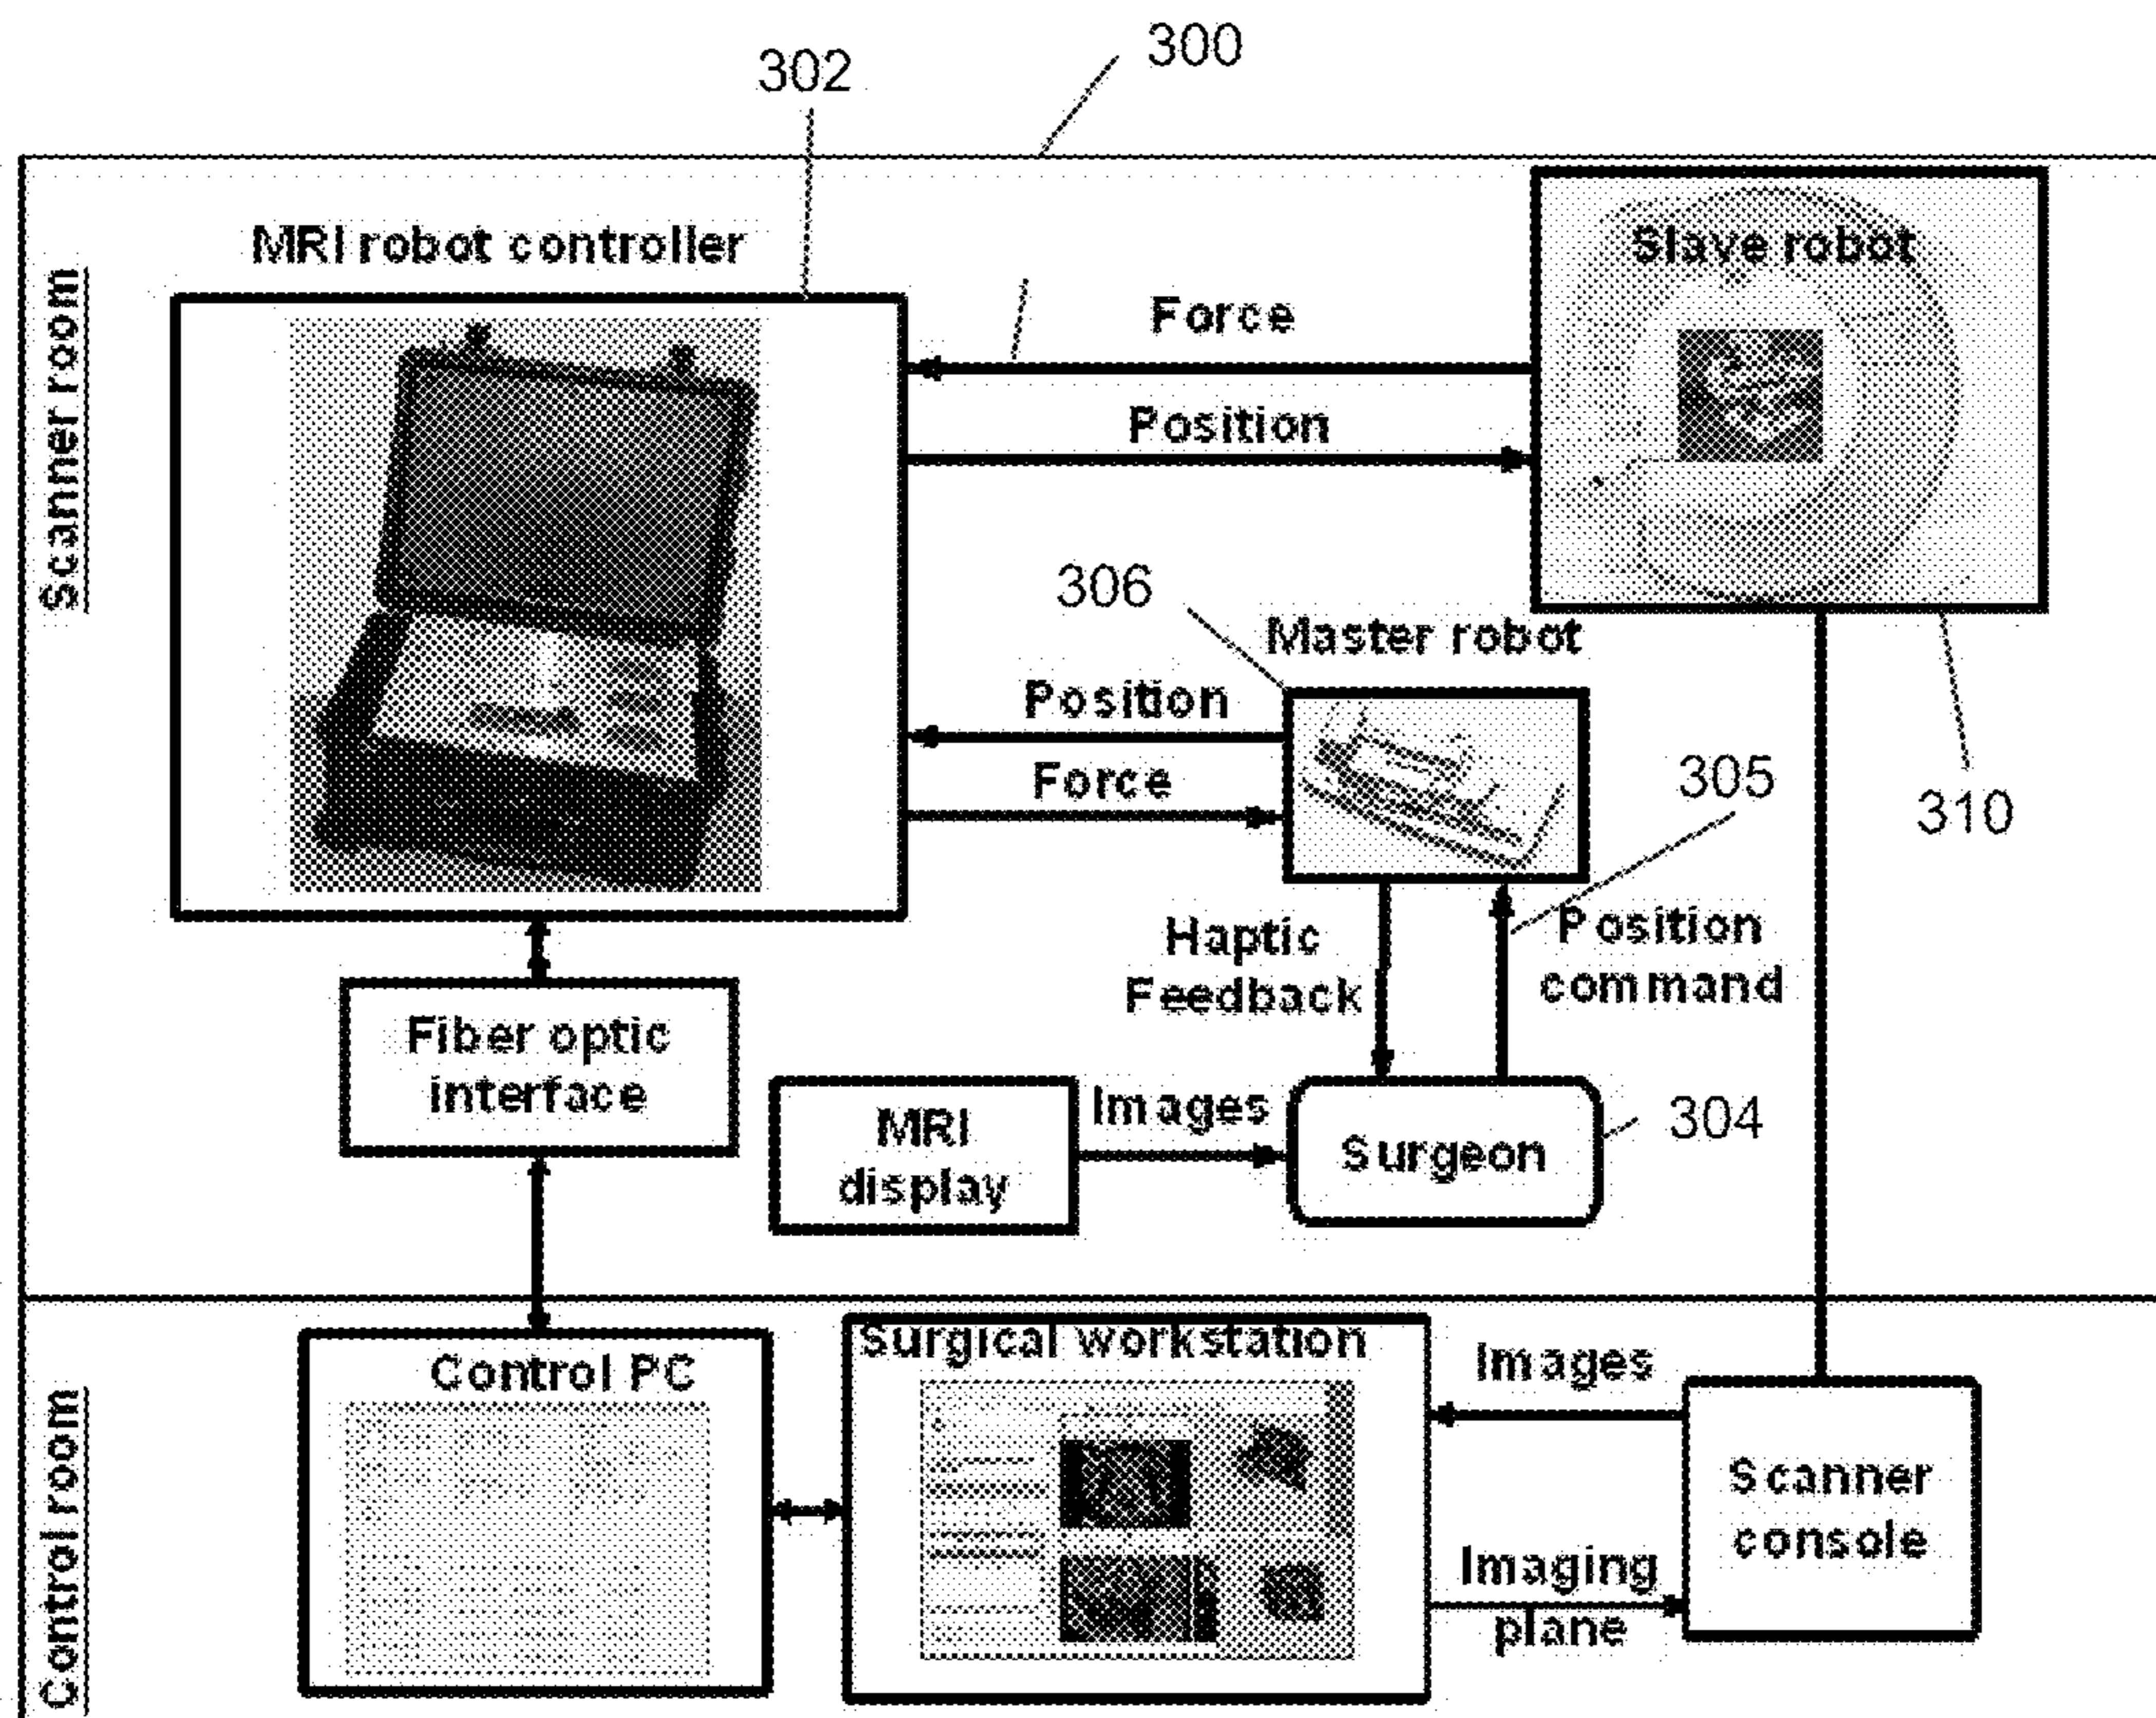 300
302
Scanner room
MRI robot controller
Slave robot
Force
Position
306
Master robot
Position
Force
305
310
Haptic
Feedback
Position
command
Fiber optic
interface
MRI
display
Images
Surgeon
304
Control room
Control PC
Surgical workstation
Images
Imaging
plane
Scanner
console